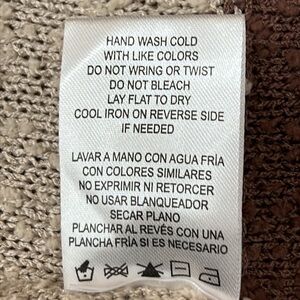 HAND WASH COLD
WITH LIKE COLORS
DO NOT WRING OR TWIST
DO NOT BLEACH
LAY FLAT TO DRY
COOL IRON ON REVERSE SIDE
IF NEEDED
LAVAR A MANO CON AGUA FRÍA
CON COLORES SIMILARES
NO EXPRIMIR NI RETORCER
NO USAR BLANQUEADOR
SECAR PLANO
PLANCHAR AL REVÉS CON UNA
PLANCHA FRÍA SI ES NECESARIO